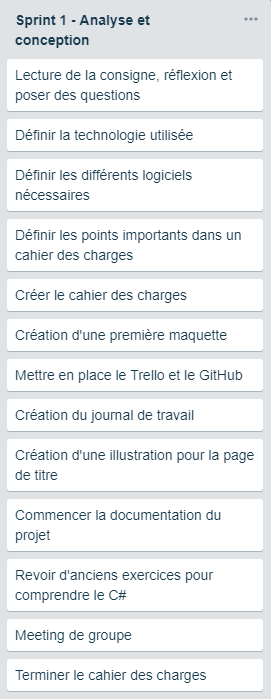 Sprint 1 - Analyse et
conception
Lecture de la consigne, réflexion et
poser des questions
Définir la technologie utilisée
Définir les différents logiciels
nécessaires
Définir les points importants dans un
cahier des charges
Créer le cahier des charges
Création d'une première maquette
Mettre en place le Trello et le GitHub
Création du journal de travail
Création d'une illustration pour la page
de titre
Commencer la documentation du
projet
Revoir d'anciens exercices pour
comprendre le C#
Meeting de groupe
Terminer le cahier des charges